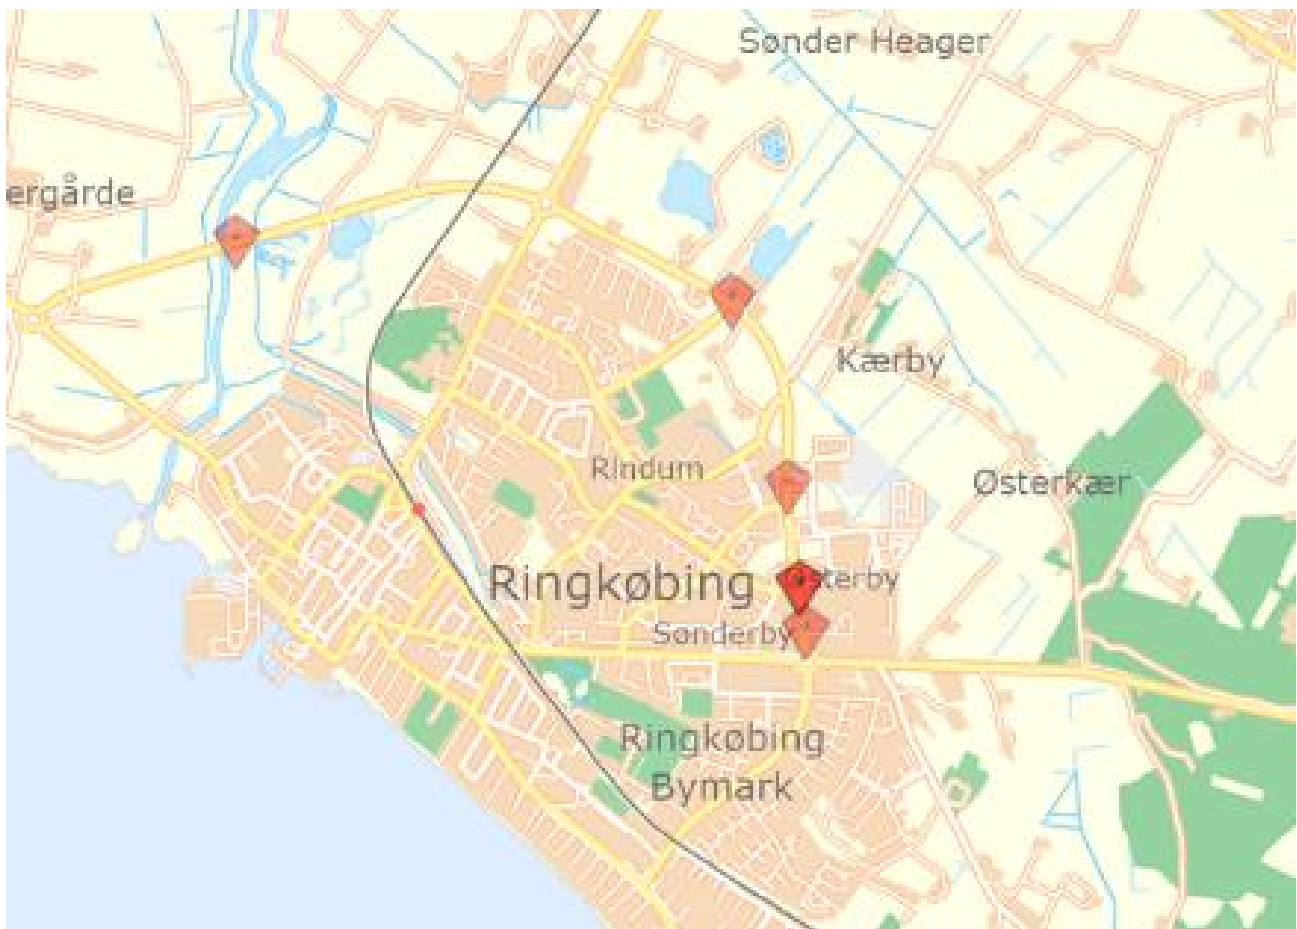 Sønder Heager
ergårde
Kærby
Rindum
Østerkær
Ringkøbing
terby
Sønderby
Ringkøbing
Bymark